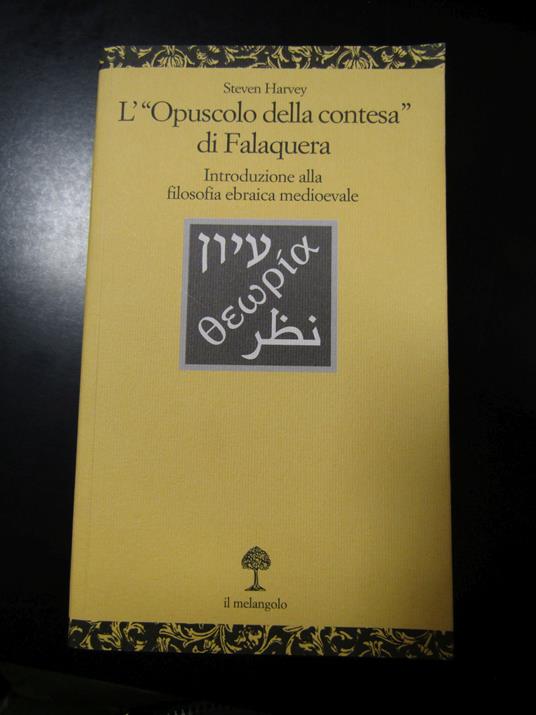 Steven Harvey
L' “Opuscolo della contesa”
di Falaquera
Introduzione alla
filosofia ebraica medioevale
עיון
θεωρία
نظر
il melangolo